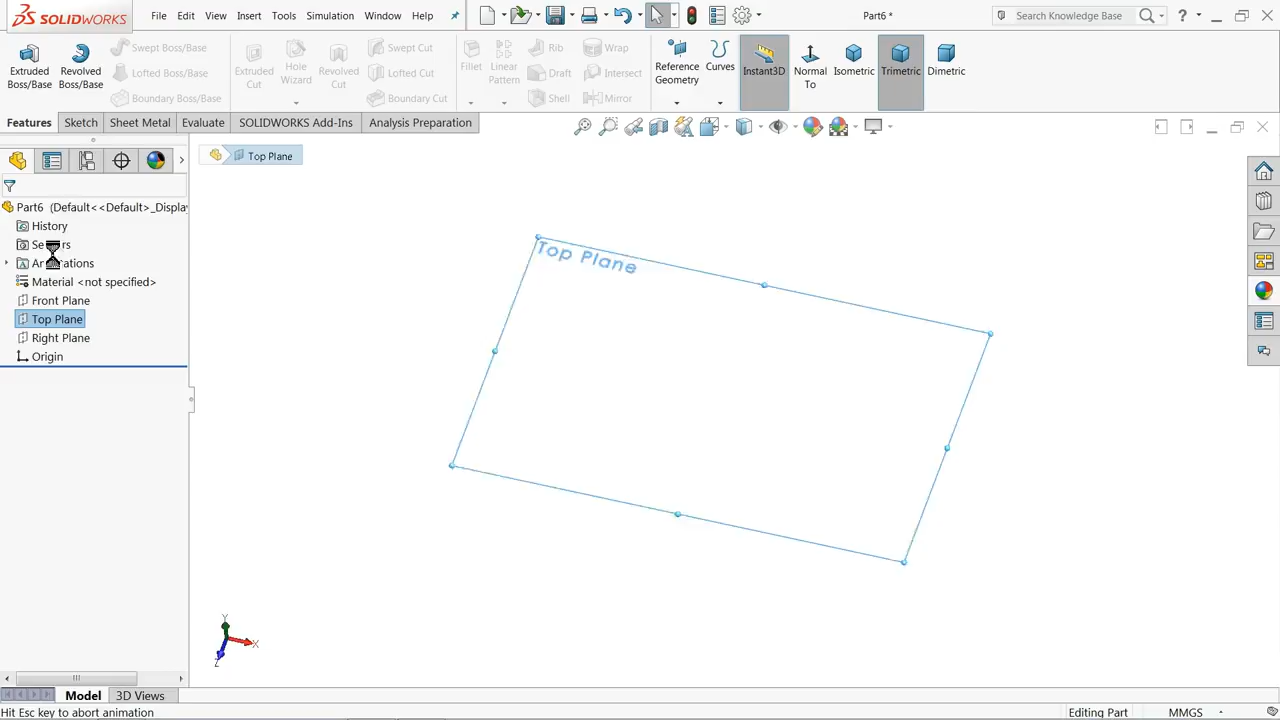 SOLIDWORKS File Edit View Insert Tools Simulation Window Help Part6 * Search Knowledge Base ?
Extruded Boss/Base
Revolved Boss/Base
Swept Boss/Base
Lofted Boss/Base
Boundary Boss/Base
Extruded Cut
Hole Wizard
Revolved Cut
Swept Cut
Lofted Cut
Boundary Cut
Fillet
Linear Pattern
Rib
Draft
Shell
Wrap
Intersect
Mirror
Reference Geometry
Curves
Instant3D
Normal To
Isometric
Trimetric
Dimetric
Features Sketch Sheet Metal Evaluate SOLIDWORKS Add-Ins Analysis Preparation
Top Plane
Part6 (Default<<Default>_Displa
History
Material <not specified>
Front Plane
Top Plane
Right Plane
Origin
Top Plane
Y
X
Z
Model 3D Views
Hit Esc key to abort animation Editing Part MMGS